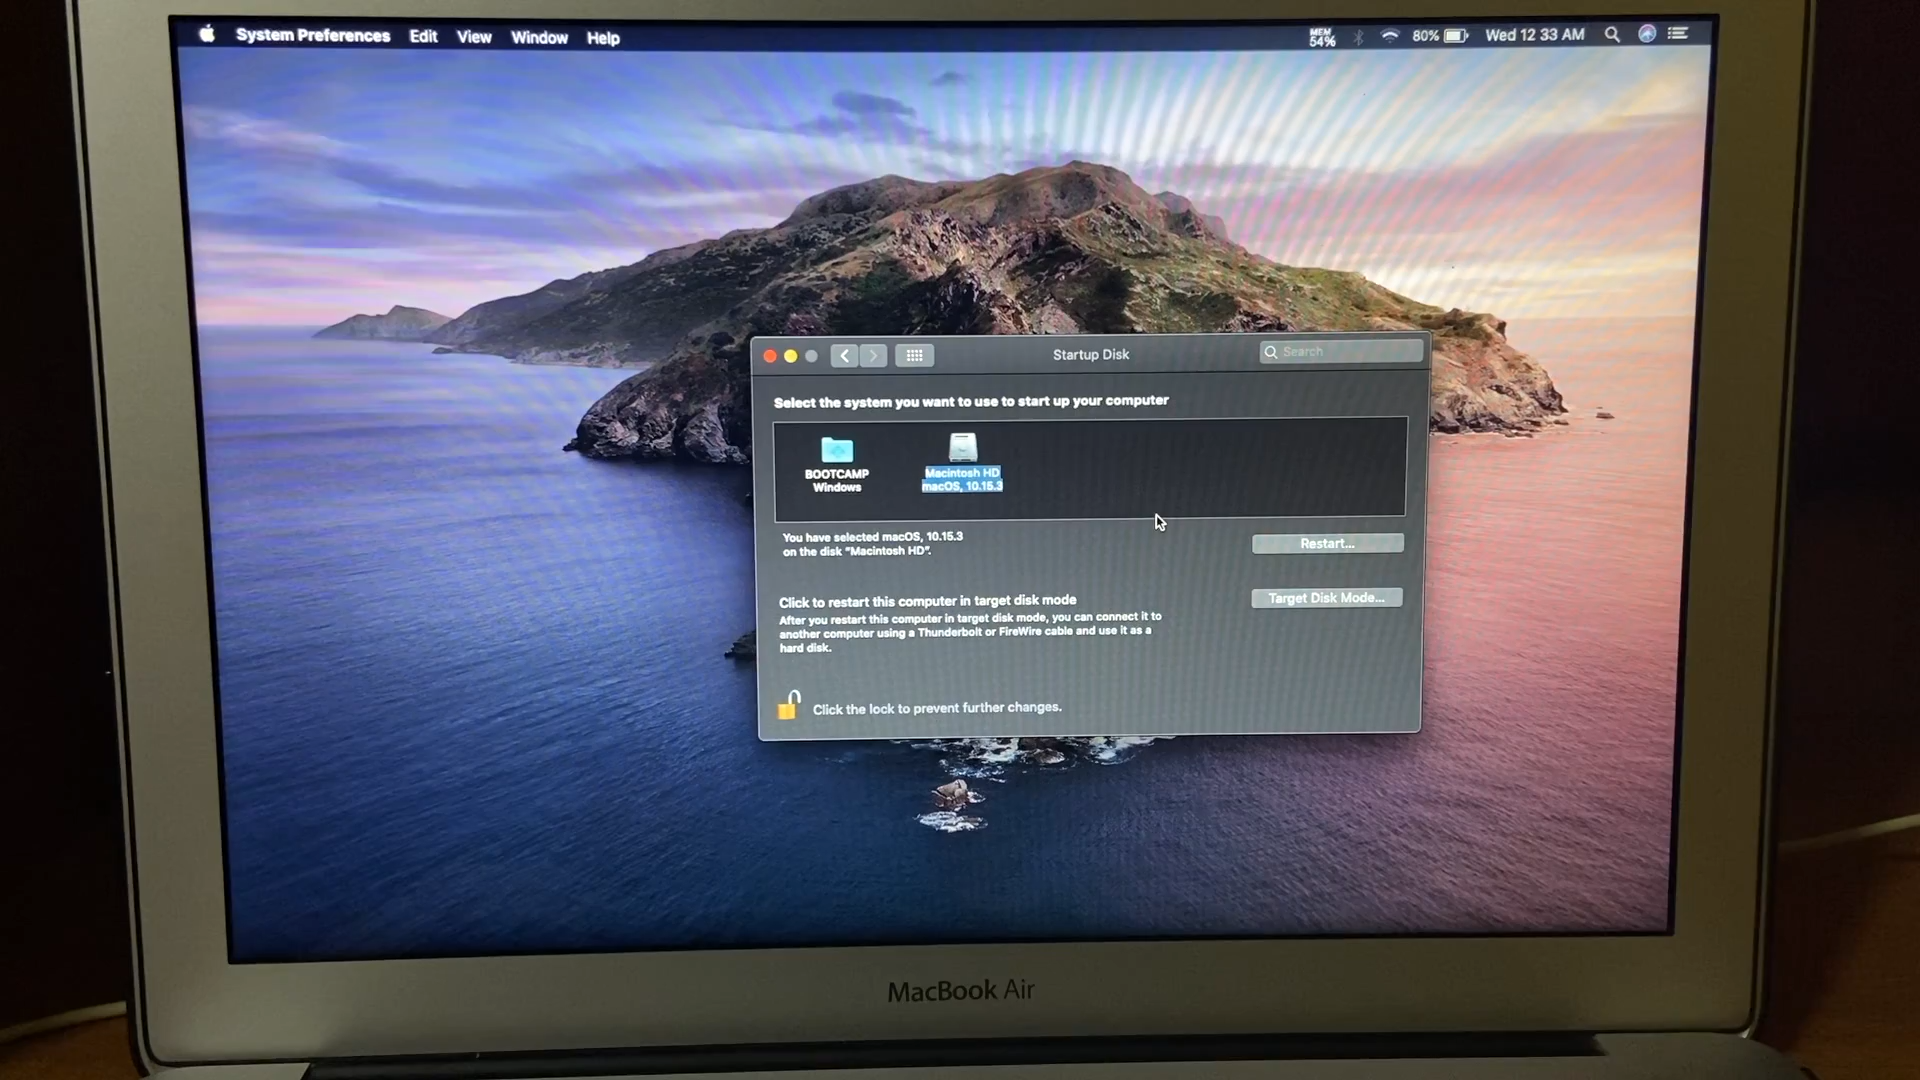 System Preferences Edit View Window Help
MEM 54% 80% Wed 12 33 AM
Startup Disk
Search
Select the system you want to use to start up your computer
BOOTCAMP
Windows
Macintosh HD
macOS, 10.15.3
You have selected macOS, 10.15.3
on the disk “Macintosh HD”.
Restart...
Click to restart this computer in target disk mode
After you restart this computer in target disk mode, you can connect it to
another computer using a Thunderbolt or FireWire cable and use it as a
hard disk.
Target Disk Mode...
Click the lock to prevent further changes.
MacBook Air